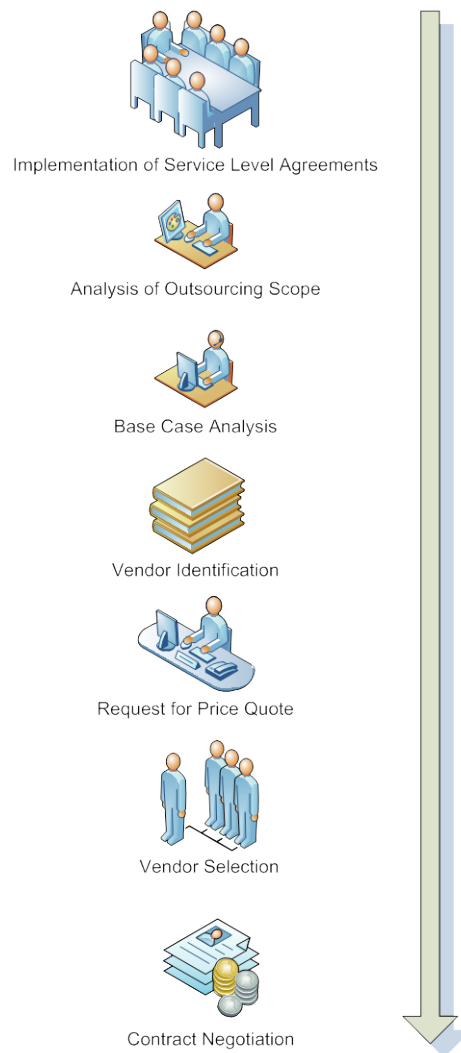 Implementation of Service Level Agreements
Analysis of Outsourcing Scope
Base Case Analysis
Vendor Identification
Request for Price Quote
Vendor Selection
Contract Negotiation